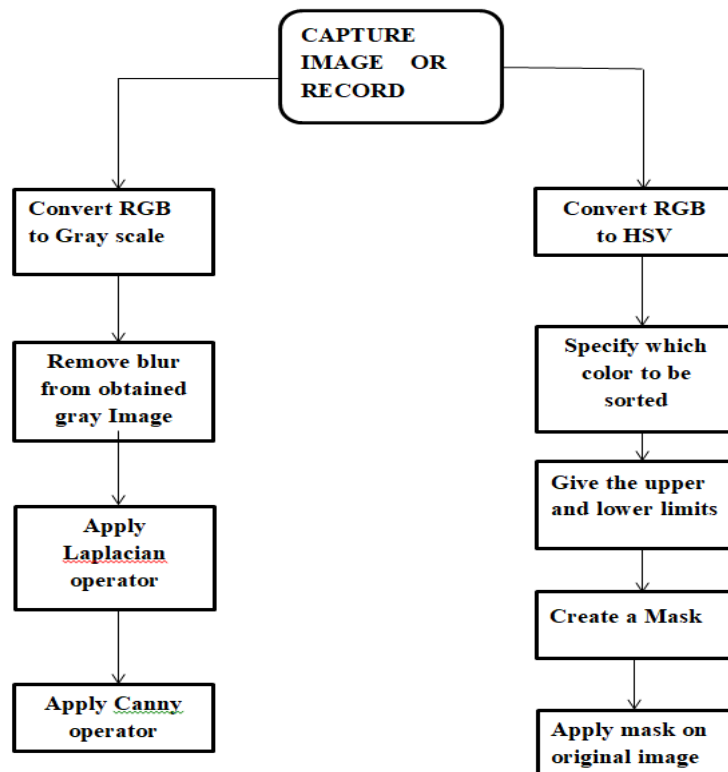 CAPTURE
IMAGE OR
RECORD
Convert RGB
to Gray scale
Remove blur
from obtained
gray Image
Apply
Laplacian
operator
Apply Canny
operator
Convert RGB
to HSV
Specify which
color to be
sorted
Give the upper
and lower limits
Create a Mask
Apply mask on
original image